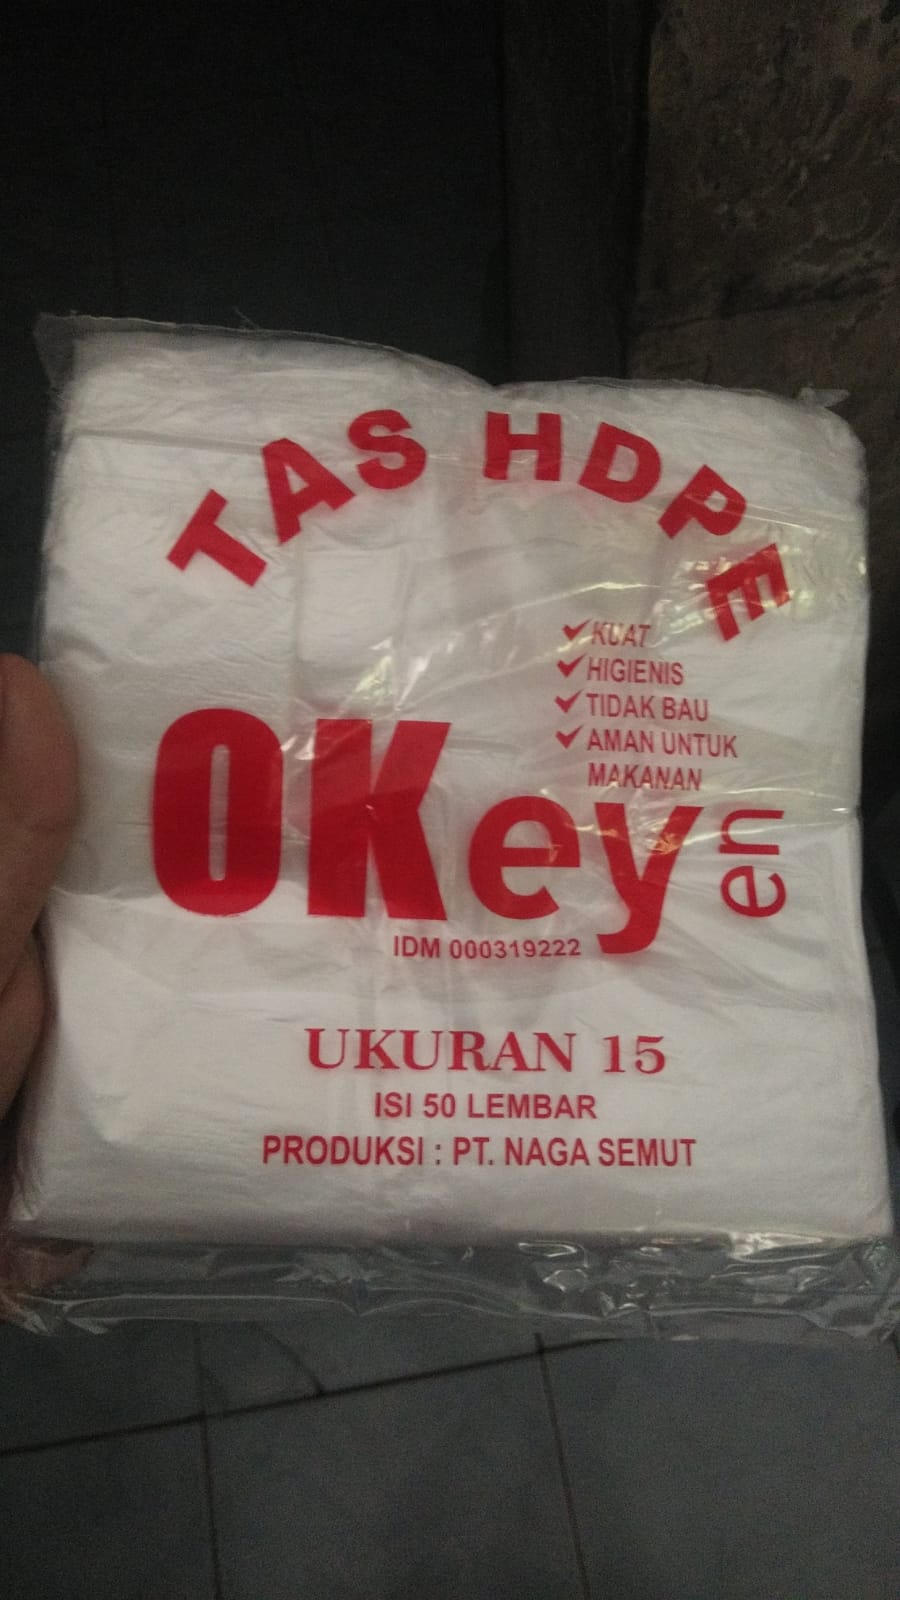 TAS HDPE
KUAT
HIGIENIS
TIDAK BAU
AMAN UNTUK
MAKANAN
OKey
en
IDM 000319222
UKURAN 15
ISI 50 LEMBAR
PRODUKSI : PT. NAGA SEMUT